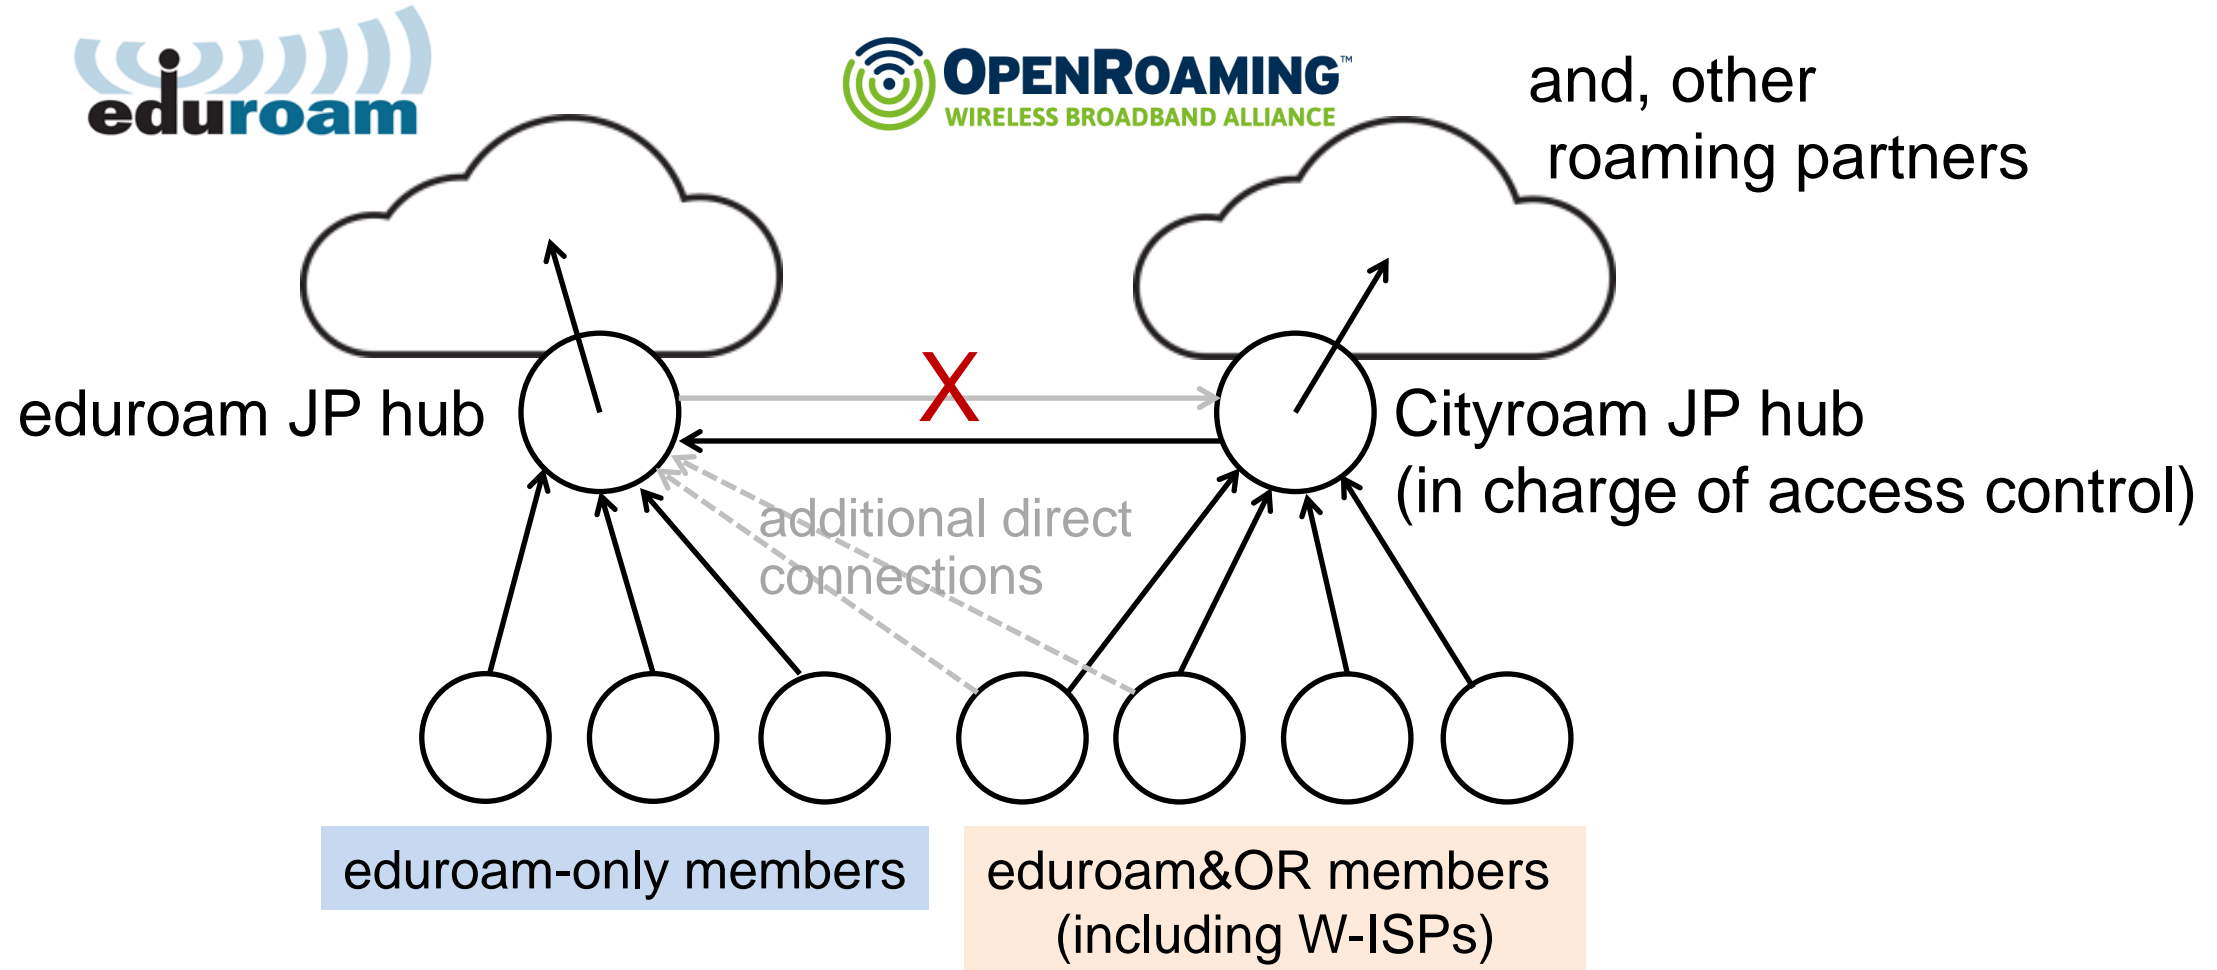 eduroam
OPENROAMING™
WIRELESS BROADBAND ALLIANCE
and, other
roaming partners
X
eduroam JP hub
Cityroam JP hub
(in charge of access control)
additional direct
connections
eduroam-only members
eduroam&OR members
(including W-ISPs)